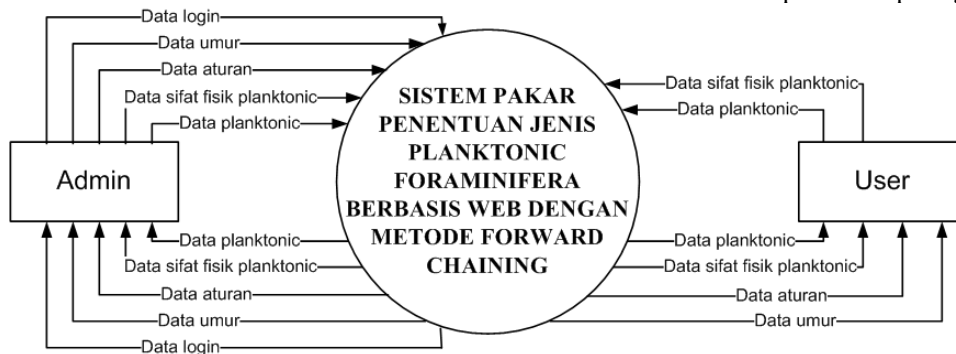 Data login
Data umur
Data aturan
Data sifat fisik planktonic
Data planktonic
Admin
Data planktonic
Data sifat fisik planktonic
Data aturan
Data umur
Data login
SISTEM PAKAR
PENENTUAN JENIS
PLANKTONIC
FORAMINIFERA
BERBASIS WEB DENGAN
METODE FORWARD
CHAINING
Data sifat fisik planktonic
Data planktonic
User
Data planktonic
Data sifat fisik planktonic
Data aturan
Data umur